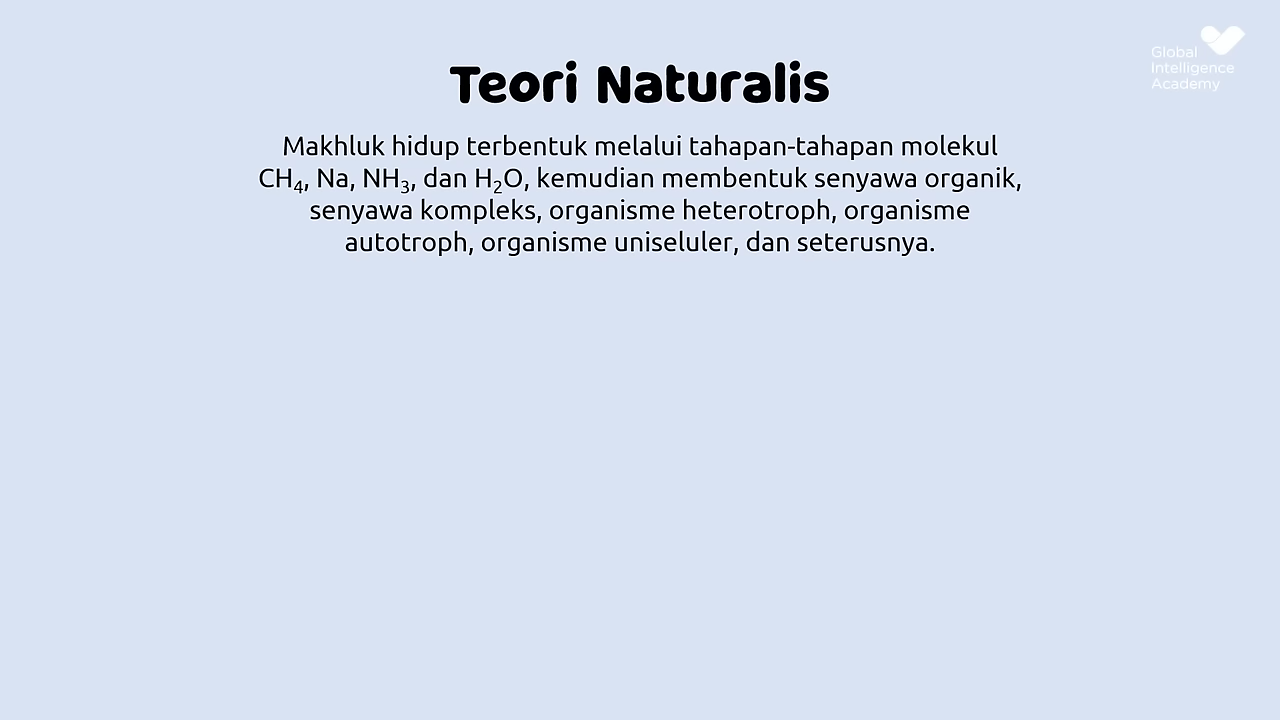 Global
Intelligence
Academy
Teori Naturalis
Makhluk hidup terbentuk melalui tahapan-tahapan molekul
CH₄, Na, NH₃, dan H₂O, kemudian membentuk senyawa organik,
senyawa kompleks, organisme heterotroph, organisme
autotroph, organisme uniseluler, dan seterusnya.